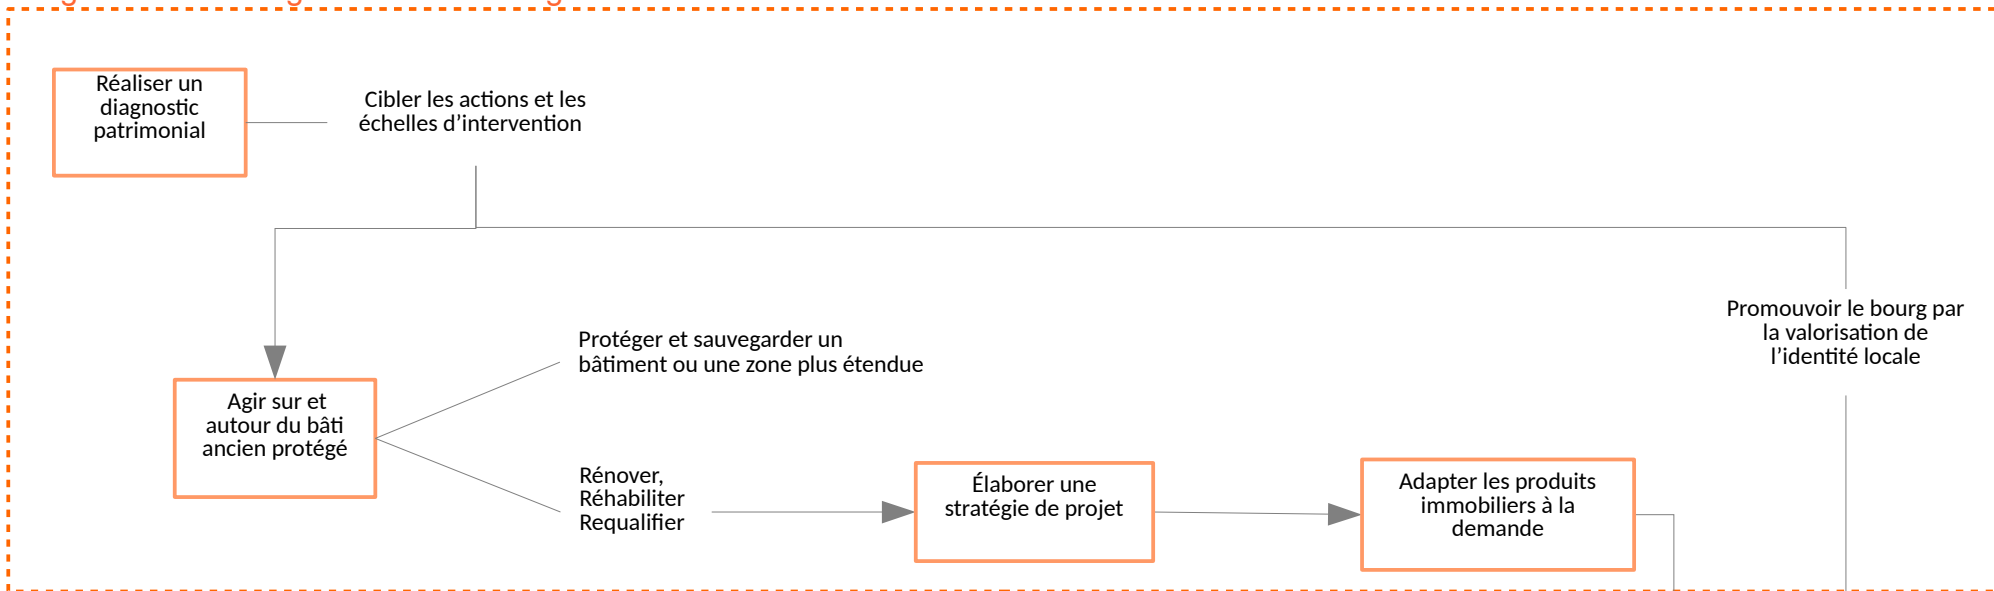 Réaliser un
diagnostic
patrimonial
Cibler les actions et les
échelles d’intervention
Promouvoir le bourg par
la valorisation de
l’identité locale
Protéger et sauvegarder un
bâtiment ou une zone plus étendue
Agir sur et
autour du bâti
ancien protégé
Rénover,
Réhabiliter
Requalifier
Élaborer une
stratégie de projet
Adapter les produits
immobiliers à la
demande